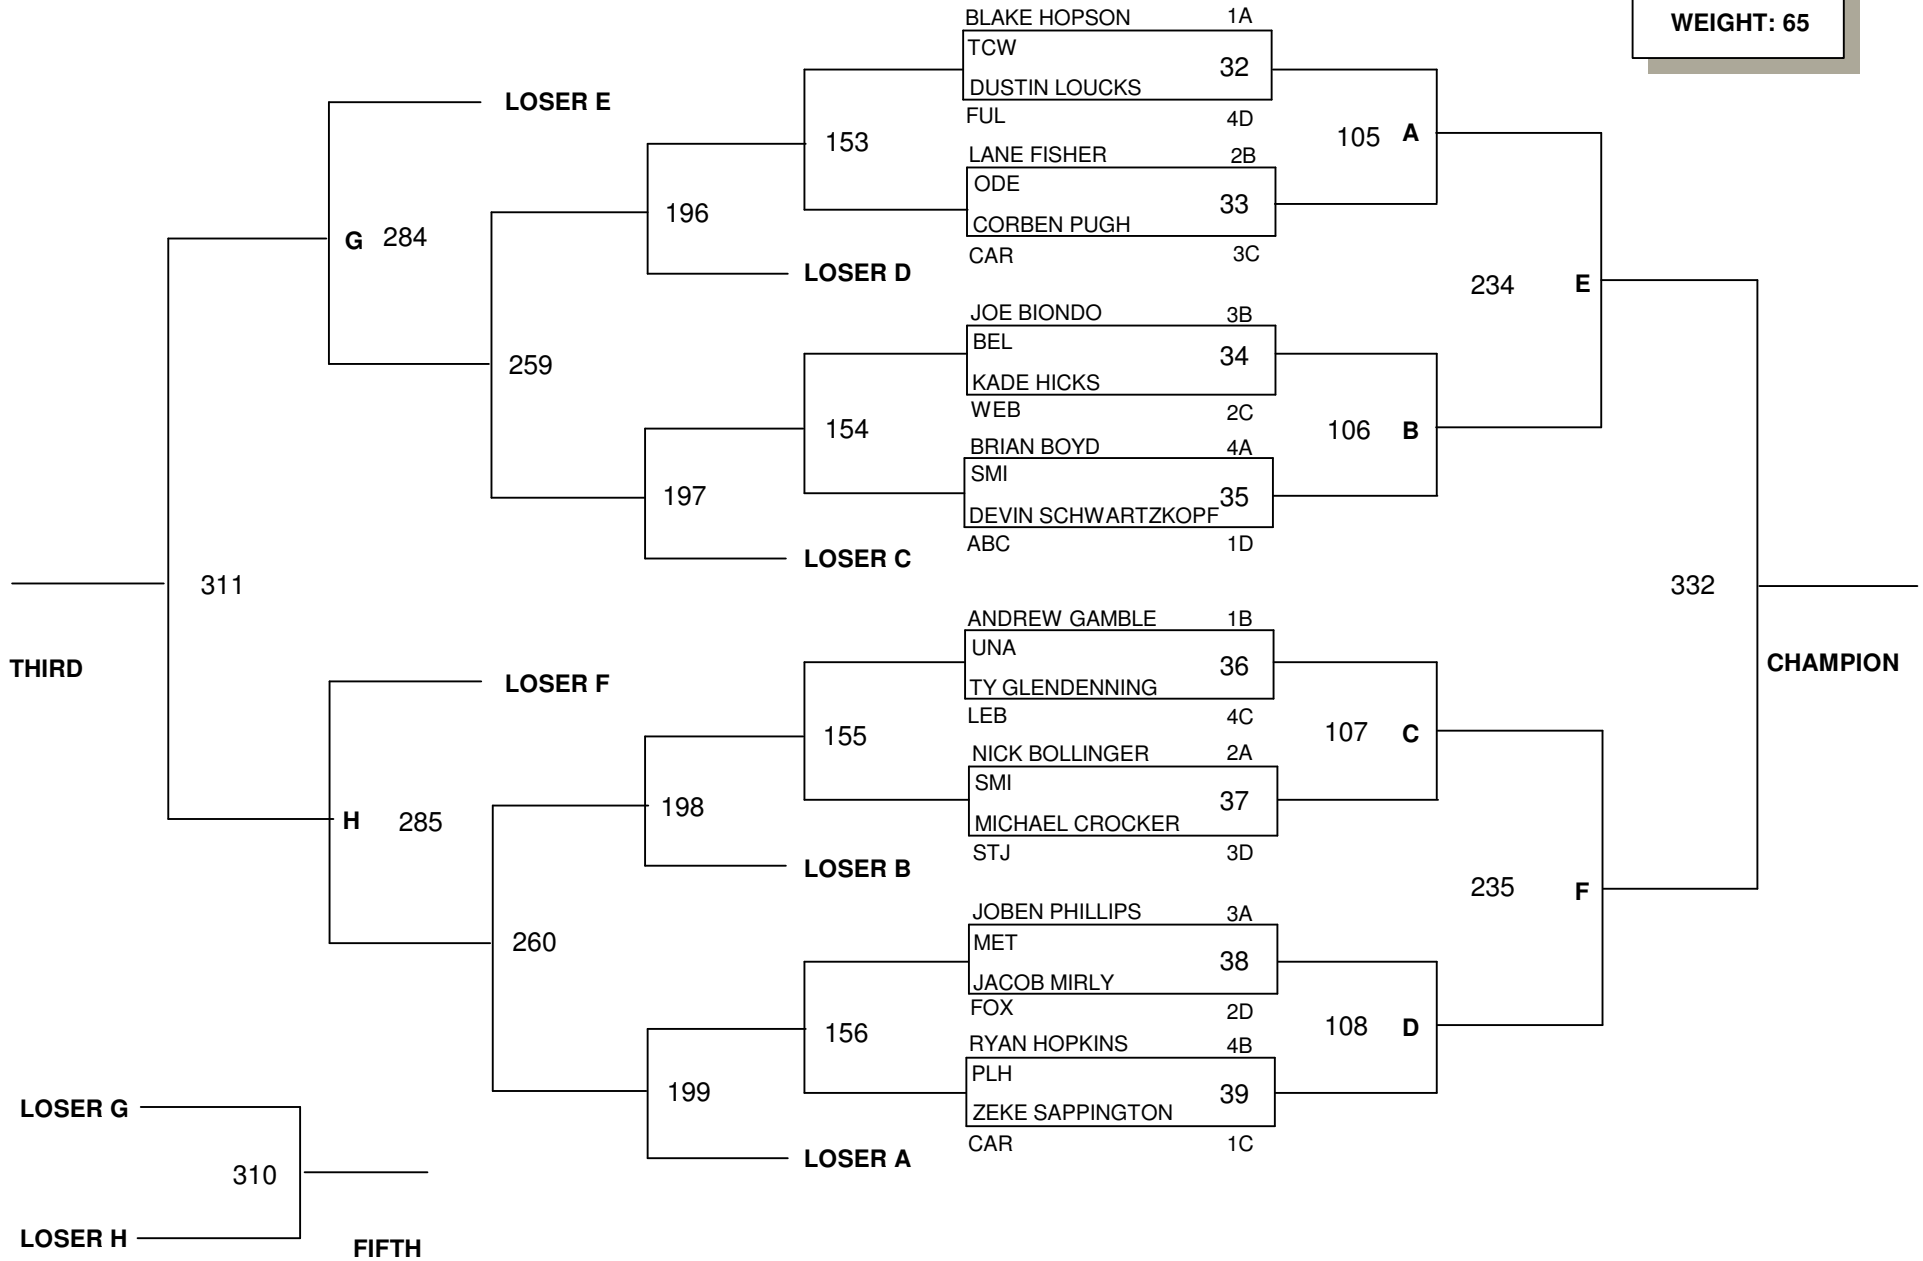 BLAKE HOPSON 1A
WEIGHT: 65
TCW
32
DUSTIN LOUCKS
LOSER E
FUL 4D
153
105 A
LANE FISHER 2B
ODE
33
196
CORBEN PUGH
G 284
CAR 3C
LOSER D
234 E
JOE BIONDO 3B
BEL
34
259
KADE HICKS
WEB 2C
154
106 B
BRIAN BOYD 4A
SMI
197
35
DEVIN SCHWARTZKOPF
ABC 1D
LOSER C
311
332
ANDREW GAMBLE 1B
UNA
THIRD
36
CHAMPION
LOSER F
TY GLENDENNING
LEB 4C
155
107 C
NICK BOLLINGER 2A
SMI
198
37
H 285
MICHAEL CROCKER
STJ 3D
LOSER B
235 F
JOBEN PHILLIPS 3A
260
MET
38
JACOB MIRLY
FOX 2D
156
108 D
RYAN HOPKINS 4B
PLH
199
39
LOSER G
ZEKE SAPPINGTON
CAR 1C
LOSER A
310
LOSER H
FIFTH